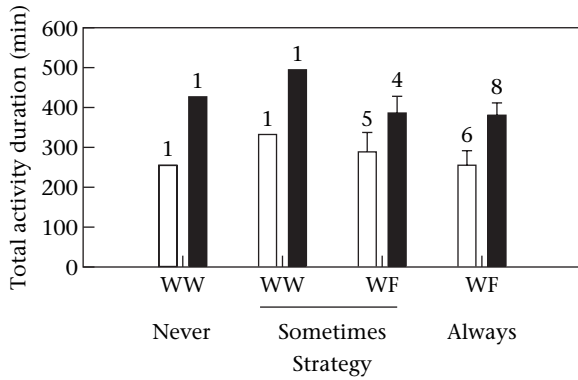 Total activity duration (min)
600
500
400
300
200
100
0
1
1
1
1
5
4
6
8
WW
WW
WF
WF
Never
Sometimes
Always
Strategy